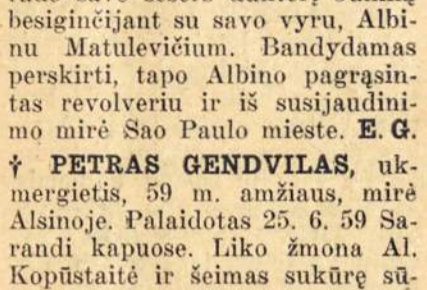 besiginčijant su savo vyru, Albi-
nu Matulevičium. Bandydamas
perskirti, tapo Albino pagrąsin-
tas revolveriu ir iš susijaudini-
mo mirė Sao Paulo mieste. E. G.
† PETRAS GENDVILAS, uk-
mergietis, 59 m. amžiaus, mirė
Alsinoje. Palaidotas 25. 6. 59 Sa-
randi kapuose. Liko žmona Al.
Kopūstaitė ir šeimas sukūrę sū-